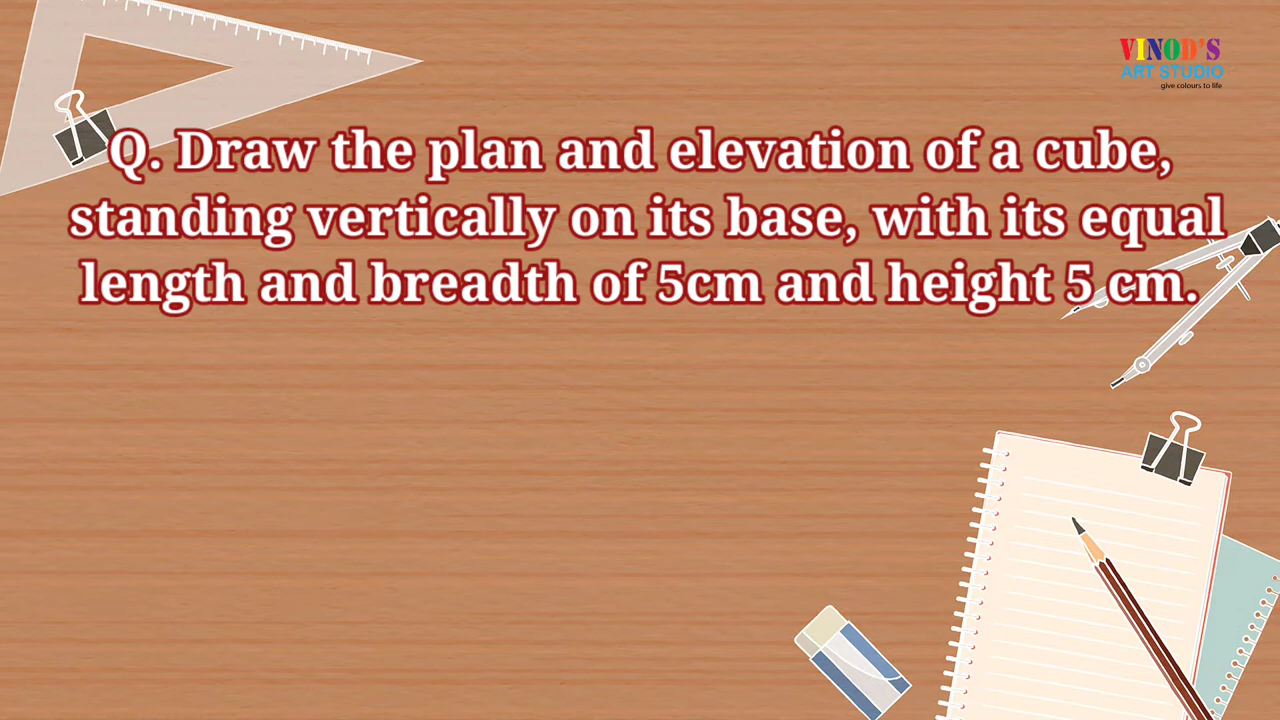 VINOD'S
ART STUDIO
give colours to life
Q. Draw the plan and elevation of a cube,
standing vertically on its base, with its equal
length and breadth of 5cm and height 5 cm.